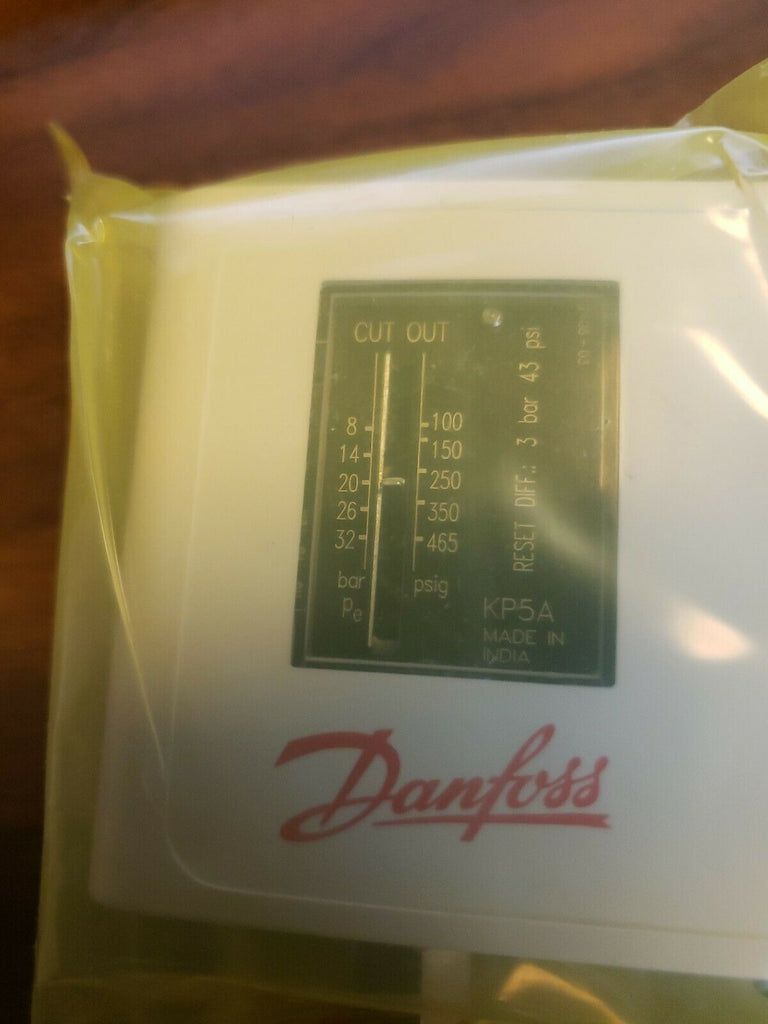 CUT OUT
8 100
14 150
20 250
26 350
32 465
bar psig
pe
RESET DIFF.: 3 bar 43 psi
KP5A
MADE IN
INDIA
Danfoss